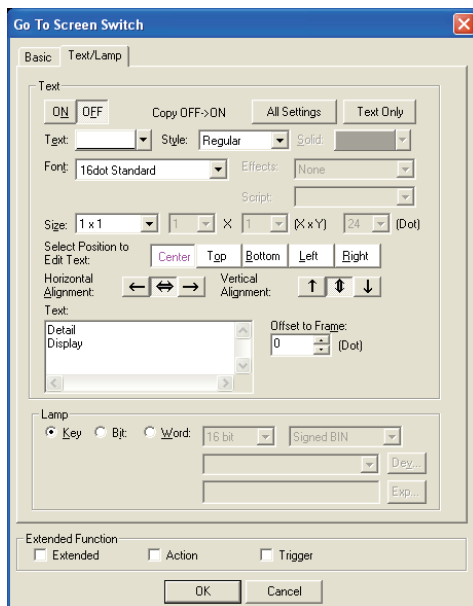 Go To Screen Switch
Basic Text/Lamp
Text
ON OFF Copy OFF->ON All Settings Text Only
Text: Style: Regular Solid:
Font: 16dot Standard Effects: None
Script:
Size: 1 x 1 1 X 1 (X x Y) 24 (Dot)
Select Position to
Edit Text: Center Top Bottom Left Right
Horizontal Vertical
Alignment: ← ⇔ → Alignment: ↑ ⇕ ↓
Text: Offset to Frame:
Detail 0 (Dot)
Display
Lamp
Key Bit: Word: 16 bit Signed BIN
Dev...
Exp...
Extended Function
Extended Action Trigger
OK Cancel